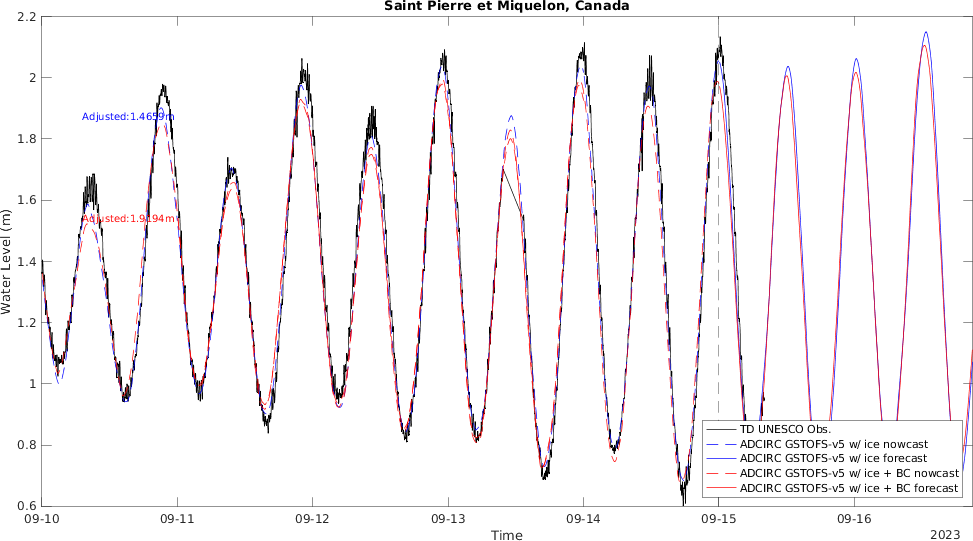 Saint Pierre et Miquelon, Canada
2.2
2
1.8
1.6
1.4
1.2
1
0.8
0.6
Water Level (m)
Adjusted:1.4659m
Adjusted:1.9194m
TD UNESCO Obs.
ADCIRC GSTOFS-v5 w/ ice nowcast
ADCIRC GSTOFS-v5 w/ ice forecast
ADCIRC GSTOFS-v5 w/ ice + BC nowcast
ADCIRC GSTOFS-v5 w/ ice + BC forecast
09-10
09-11
09-12
09-13
09-14
09-15
09-16
Time
2023